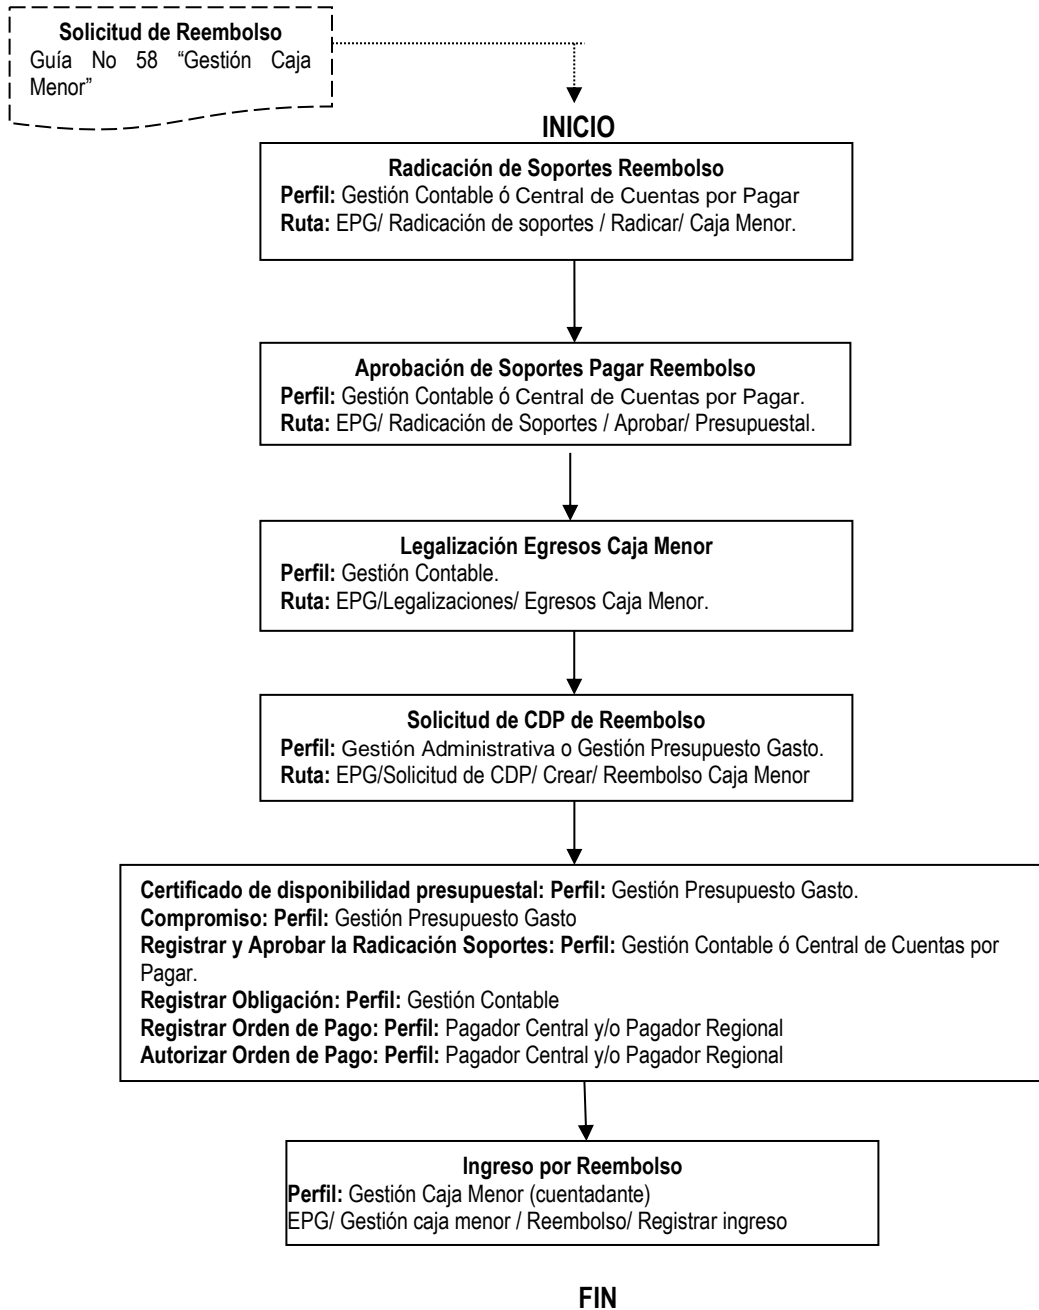 Solicitud de Reembolso
Guía No 58 “Gestión Caja
Menor”
INICIO
Radicación de Soportes Reembolso
Perfil: Gestión Contable ó Central de Cuentas por Pagar
Ruta: EPG/ Radicación de soportes / Radicar/ Caja Menor.
Aprobación de Soportes Pagar Reembolso
Perfil: Gestión Contable ó Central de Cuentas por Pagar.
Ruta: EPG/ Radicación de Soportes / Aprobar/ Presupuestal.
Legalización Egresos Caja Menor
Perfil: Gestión Contable.
Ruta: EPG/Legalizaciones/ Egresos Caja Menor.
Solicitud de CDP de Reembolso
Perfil: Gestión Administrativa o Gestión Presupuesto Gasto.
Ruta: EPG/Solicitud de CDP/ Crear/ Reembolso Caja Menor
Certificado de disponibilidad presupuestal: Perfil: Gestión Presupuesto Gasto.
Compromiso: Perfil: Gestión Presupuesto Gasto
Registrar y Aprobar la Radicación Soportes: Perfil: Gestión Contable ó Central de Cuentas por
Pagar.
Registrar Obligación: Perfil: Gestión Contable
Registrar Orden de Pago: Perfil: Pagador Central y/o Pagador Regional
Autorizar Orden de Pago: Perfil: Pagador Central y/o Pagador Regional
Ingreso por Reembolso
Perfil: Gestión Caja Menor (cuentadante)
EPG/ Gestión caja menor / Reembolso/ Registrar ingreso
FIN